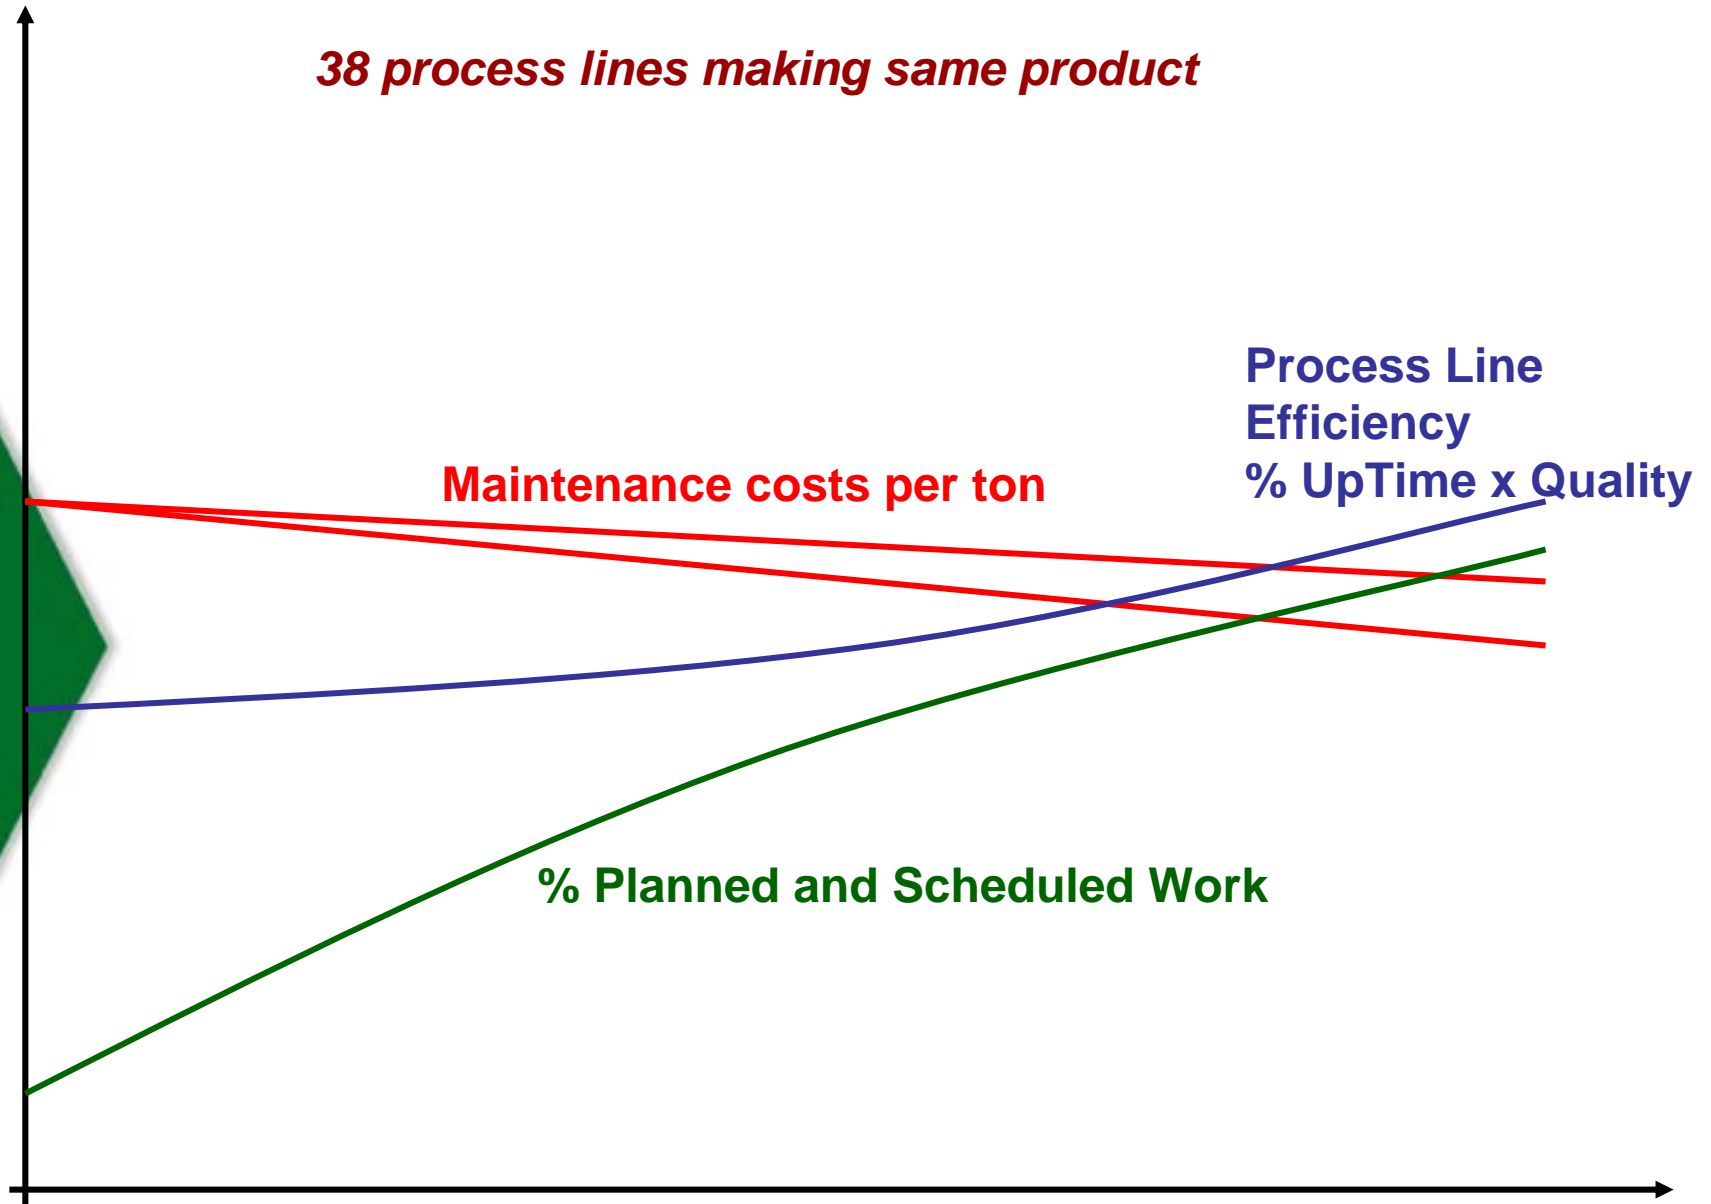 38 process lines making same product
Process Line
Efficiency
% UpTime x Quality
Maintenance costs per ton
% Planned and Scheduled Work